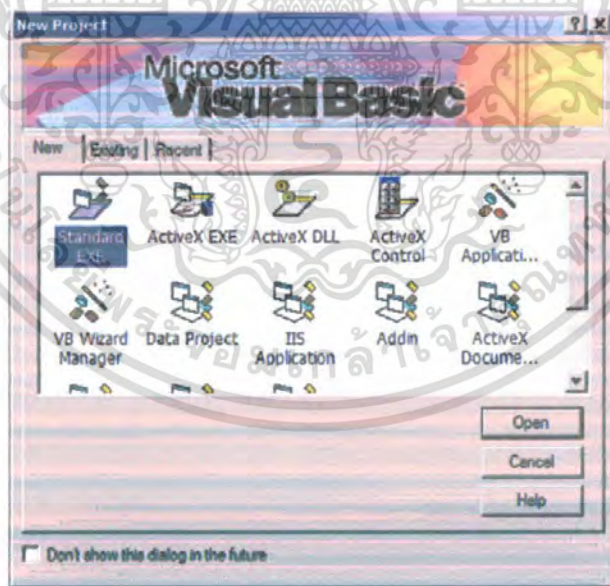 New Project
Microsoft
Visual Basic
New Existing Recent
Standard EXE ActiveX EXE ActiveX DLL ActiveX Control VB Applicati...
VB Wizard Manager Data Project IIS Application Addin ActiveX Docume...
Open
Cancel
Help
Don't show this dialog in the future